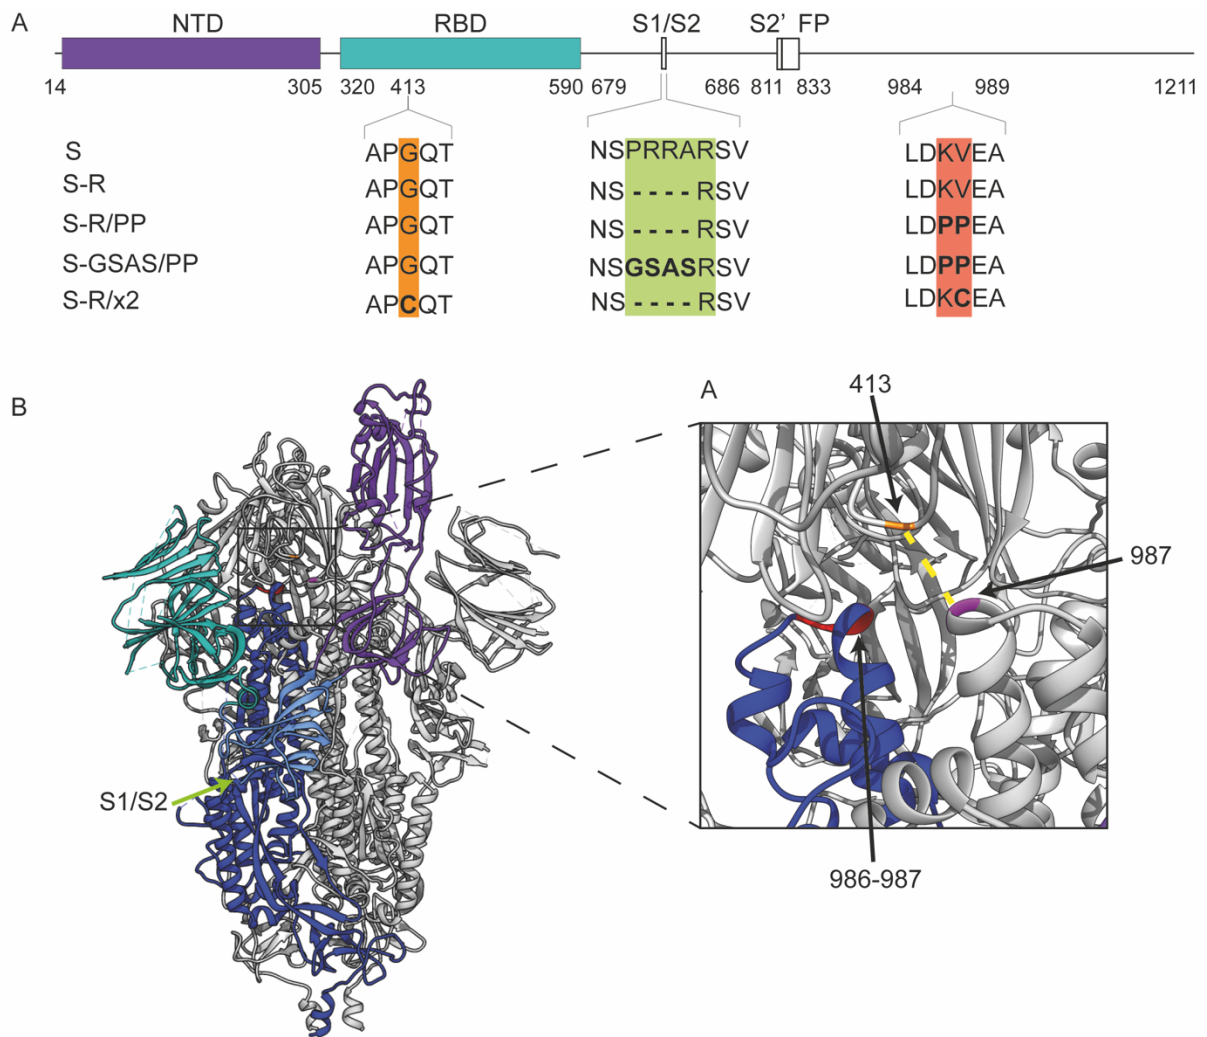 A
NTD RBD S1/S2 S2' FP
14 305 320 413 590 679 686 811 833 984 989 1211
S APGQT NSPRRARSV LDKVEA
S-R APGQT NS----RSV LDKVEA
S-R/PP APGQT NS----RSV LDPPEA
S-GSAS/PP APGQT NSGSASRSV LDPPEA
S-R/x2 APCQT NS----RSV LDKCEA
B
S1/S2
A
413
987
986-987